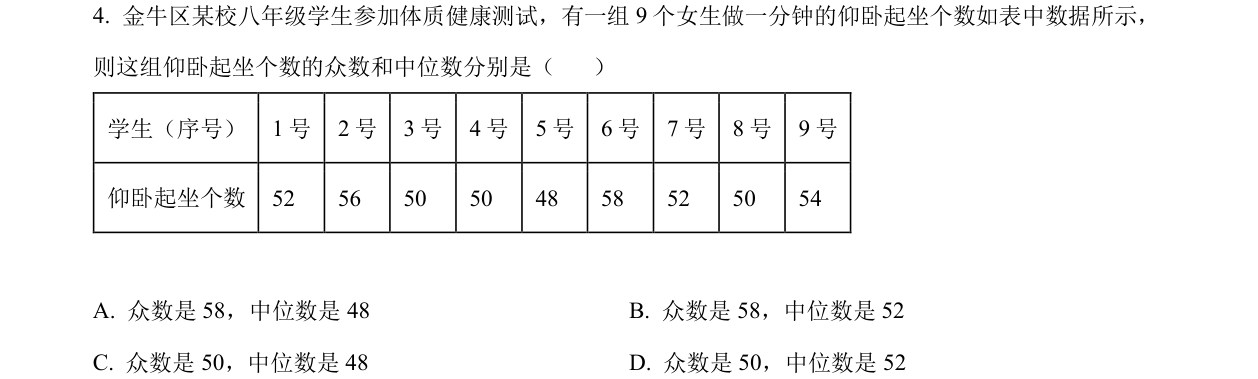 4. 金牛区某校八年级学生参加体质健康测试，有一组 9 个女生做一分钟的仰卧起坐个数如表中数据所示，
则这组仰卧起坐个数的众数和中位数分别是（　　）
学生（序号） 1 号 2 号 3 号 4 号 5 号 6 号 7 号 8 号 9 号
仰卧起坐个数 52 56 50 50 48 58 52 50 54
A. 众数是 58，中位数是 48 B. 众数是 58，中位数是 52
C. 众数是 50，中位数是 48 D. 众数是 50，中位数是 52